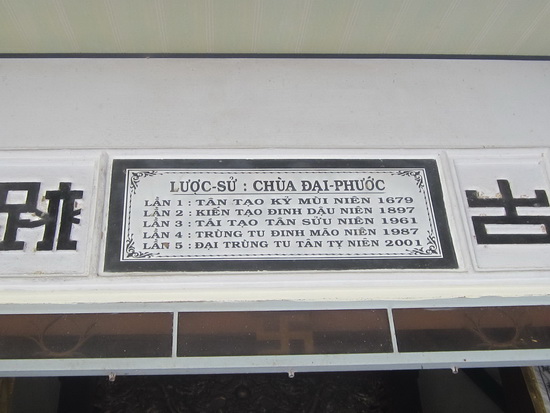 LƯỢC-SỬ : CHÙA ĐẠI-PHƯỚC
LẦN 1 : TÂN TẠO KỶ MÙI NIÊN 1679
LẦN 2 : KIẾN TẠO ĐINH DẬU NIÊN 1897
LẦN 3 : TÁI TẠO TÂN SỬU NIÊN 1961
LẦN 4 : TRÙNG TU ĐINH MÃO NIÊN 1987
LẦN 5 : ĐẠI TRÙNG TU TÂN TỴ NIÊN 2001
吉